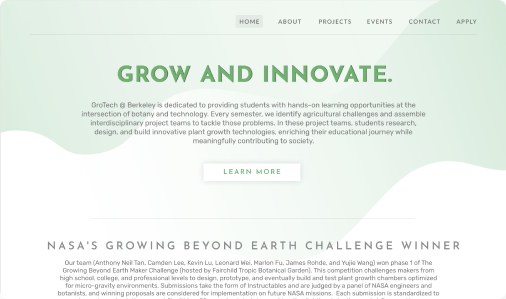 HOME ABOUT PROJECTS EVENTS CONTACT APPLY
GROW AND INNOVATE.
GroTech @ Berkeley is dedicated to providing students with hands-on learning opportunities at the
intersection of botany and technology. Every semester, we identify agricultural challenges and assemble
interdisciplinary project teams to tackle those problems. In these project teams, students research,
design, and build innovative plant growth technologies, enriching their educational journey while
meaningfully contributing to society.
LEARN MORE
NASA'S GROWING BEYOND EARTH CHALLENGE WINNER
Our team (Anthony Neil Tan, Camden Lee, Kevin Lu, Leonard Wei, Marlon Fu, James Rohde, and Yujie Wang) won phase 1 of The
Growing Beyond Earth Maker Challenge (hosted by Fairchild Tropic Botanical Garden). This competition challenges makers from
high school, college, and professional levels to design, prototype, and eventually build and test plant growth chambers optimized
for micro-gravity environments. Submissions take the form of Instructables and are judged by a panel of NASA engineers and
botanists, and winning proposals are considered for implementation on future NASA missions. Each submission is standardized to